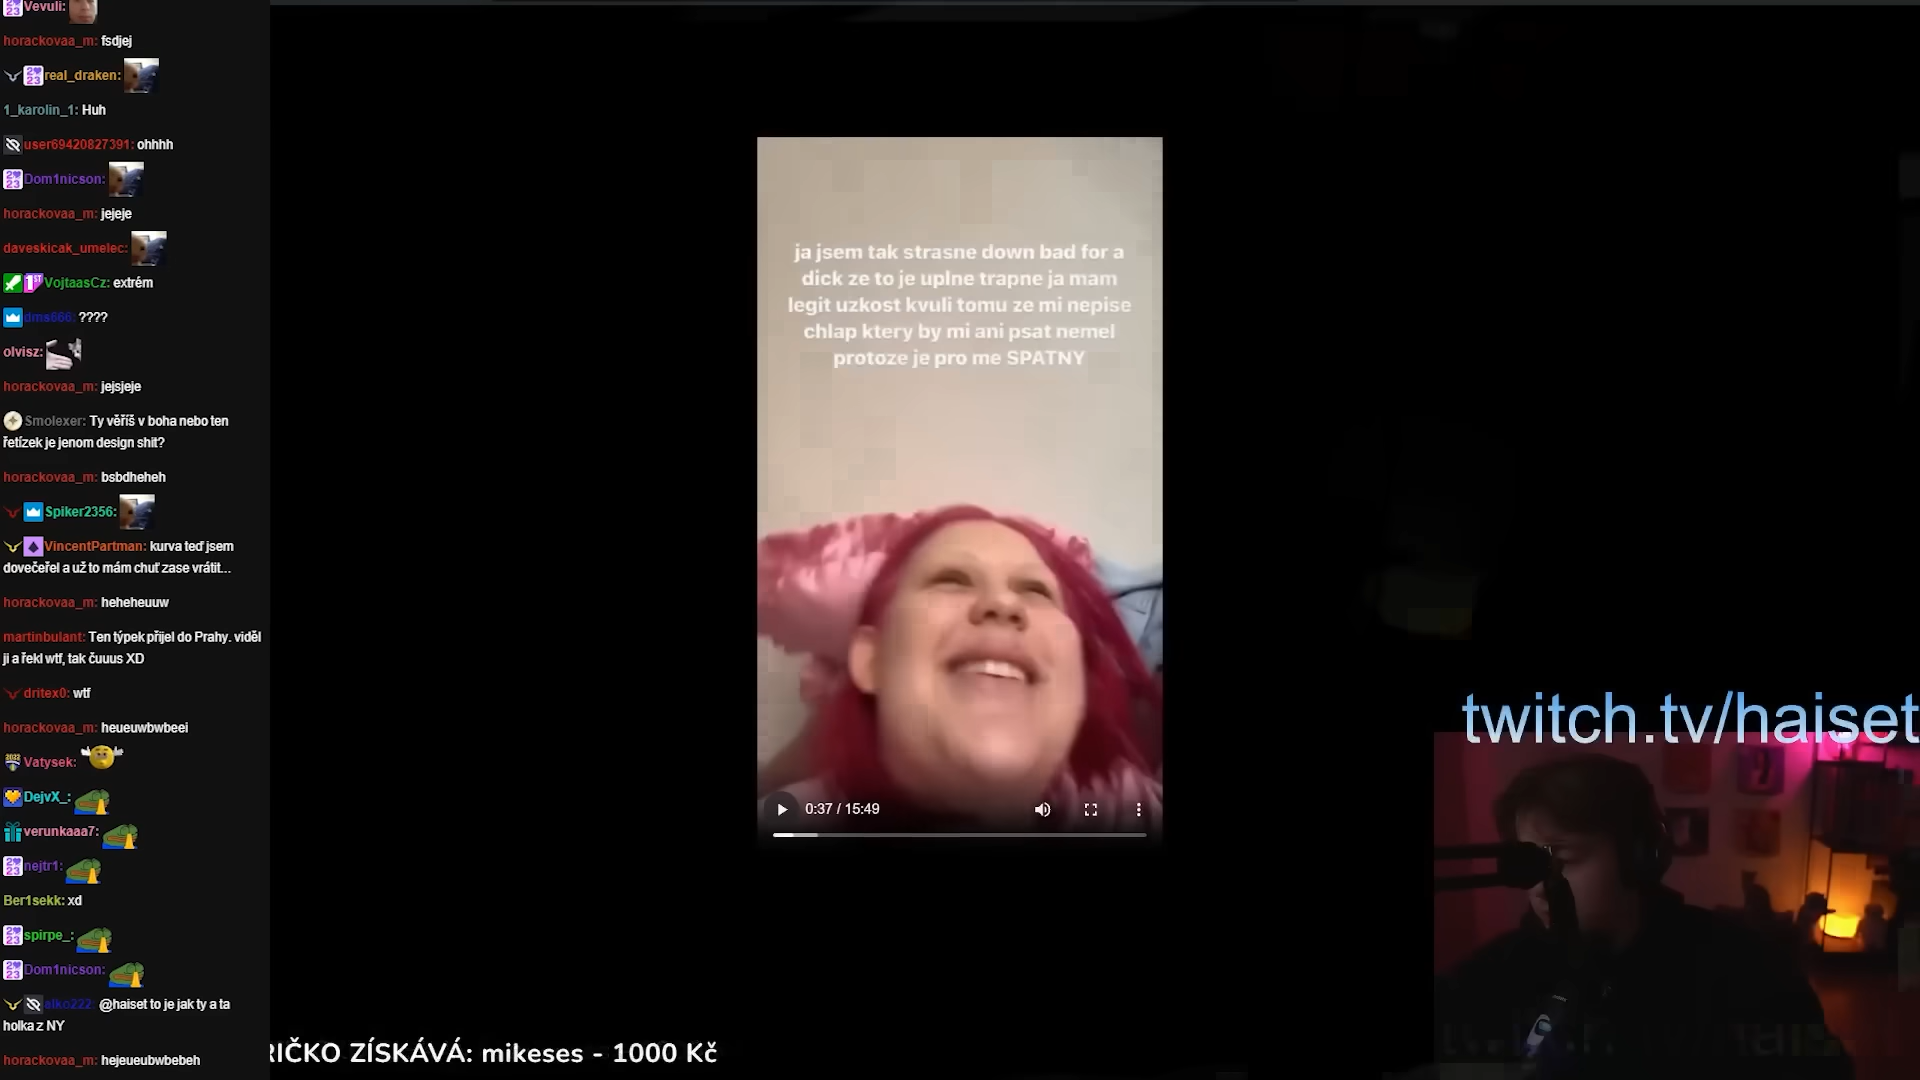 Vevuli:
horackovaa_m: fsdjej
real_draken:
1_karolin_1: Huh
user69420827391: ohhhh
Dom1nicson:
horackovaa_m: jejeje
daveskicak_umelec:
VojtaasCz: extrém
dms686: ????
olvisz:
horackovaa_m: jejsjeje
Smolexer: Ty věříš v boha nebo ten
řetízek je jenom design shit?
horackovaa_m: bsbdheheh
Spiker2356:
VincentPartman: kurva teď jsem
dovečeřel a už to mám chuť zase vrátit...
horackovaa_m: heheheuuw
martinbulant: Ten týpek přijel do Prahy. viděl
ji a řekl wtf, tak čuuus XD
dritex0: wtf
horackovaa_m: heueuwbwbeei
Vatysek:
DejvX_:
verunkaaa7:
nejtr1:
Ber1sekk: xd
spirpe_:
Dom1nicson:
alko222: @haiset to je jak ty a ta
holka z NY
horackovaa_m: hejeueubwbebeh
ja jsem tak strasne down bad for a
dick ze to je uplne trapne ja mam
legit uzkost kvuli tomu ze mi nepise
chlap ktery by mi ani psat nemel
protoze je pro me SPATNY
0:37 / 15:49
twitch.tv/haiset
RIČKO ZÍSKÁVÁ: mikeses - 1000 Kč